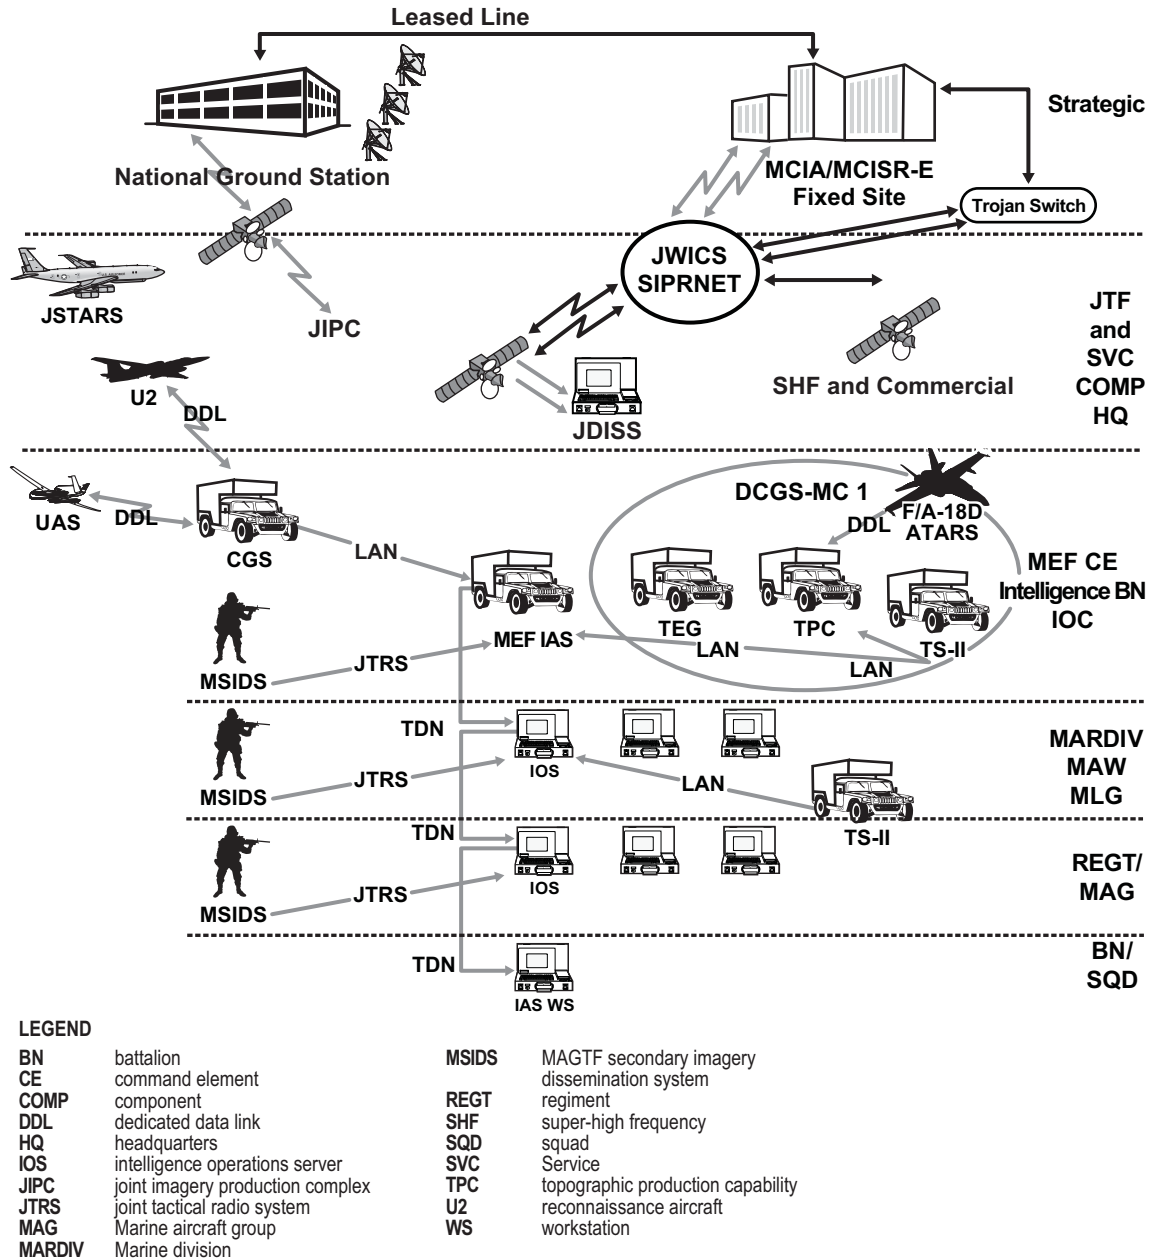 Leased Line
Strategic
National Ground Station
MCIA/MCISR-E
Fixed Site
Trojan Switch
JWICS
SIPRNET
JSTARS
JIPC
JTF
and
SVC
COMP
HQ
SHF and Commercial
U2
DDL
JDISS
UAS
DDL
CGS
LAN
DCGS-MC 1
F/A-18D
ATARS
DDL
MEF CE
Intelligence BN
IOC
MEF IAS
TEG
TPC
TS-II
LAN
LAN
MSIDS
JTRS
TDN
IOS
MSIDS
JTRS
LAN
TS-II
MARDIV
MAW
MLG
TDN
IOS
MSIDS
JTRS
REGT/
MAG
TDN
IAS WS
BN/
SQD
LEGEND
BN battalion
CE command element
COMP component
DDL dedicated data link
HQ headquarters
IOS intelligence operations server
JIPC joint imagery production complex
JTRS joint tactical radio system
MAG Marine aircraft group
MARDIV Marine division
MSIDS MAGTF secondary imagery
dissemination system
REGT regiment
SHF super-high frequency
SQD squad
SVC Service
TPC topographic production capability
U2 reconnaissance aircraft
WS workstation